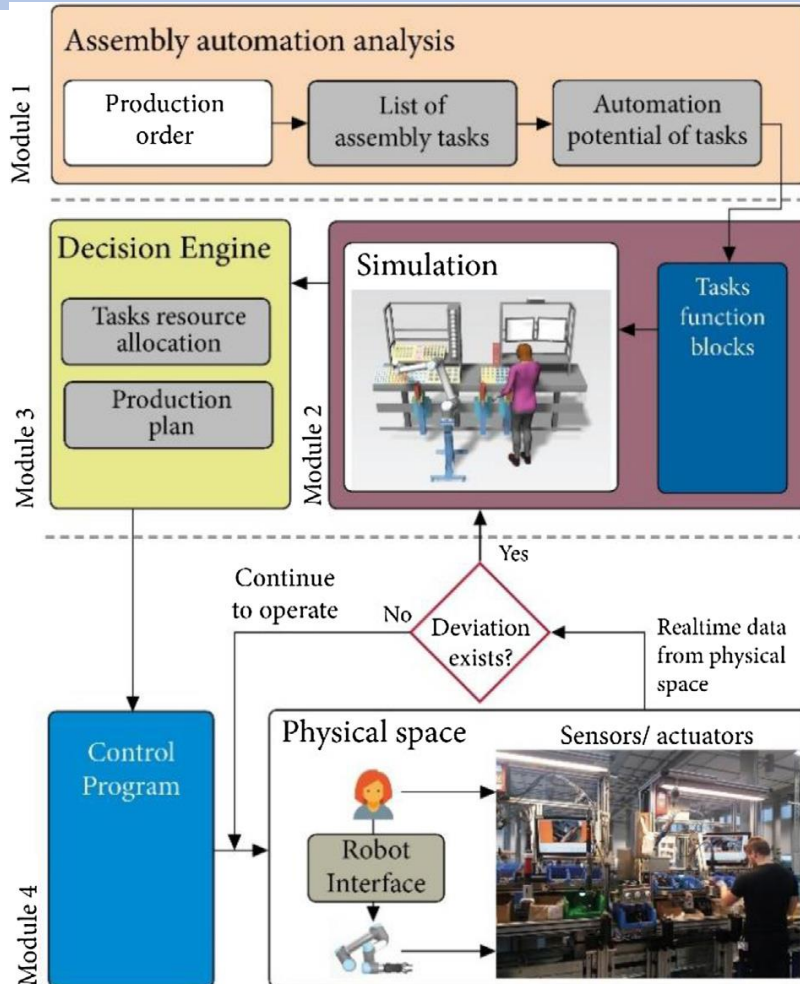 Assembly automation analysis
Module 1
Production
order
List of
assembly tasks
Automation
potential of tasks
Decision Engine
Tasks resource
allocation
Production
plan
Module 3
Simulation
Module 2
Tasks
function
blocks
Yes
Continue
to operate
No
Deviation
exists?
Realtime data
from physical
space
Control
Program
Module 4
Physical space
Sensors/ actuators
Robot
Interface